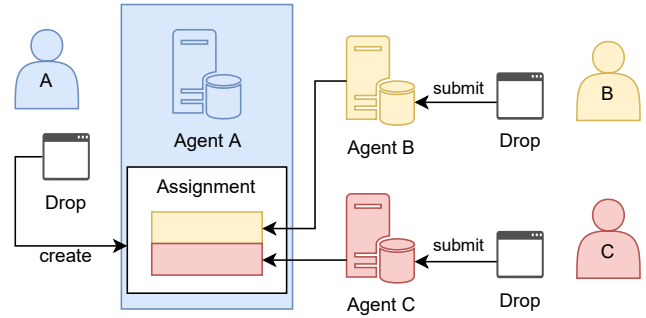 A
Drop
create
Agent A
Assignment
Agent B
submit
Drop
B
Agent C
submit
Drop
C